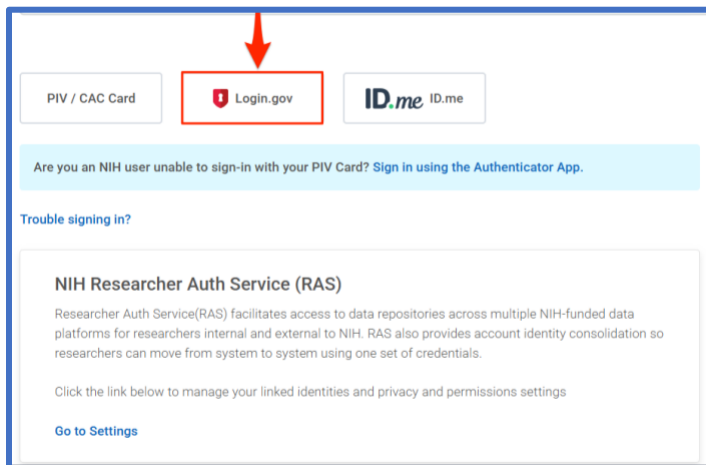 PIV / CAC Card
Login.gov
ID.me ID.me
Are you an NIH user unable to sign-in with your PIV Card? Sign in using the Authenticator App.
Trouble signing in?
NIH Researcher Auth Service (RAS)
Researcher Auth Service(RAS) facilitates access to data repositories across multiple NIH-funded data
platforms for researchers internal and external to NIH. RAS also provides account identity consolidation so
researchers can move from system to system using one set of credentials.
Click the link below to manage your linked identities and privacy and permissions settings
Go to Settings